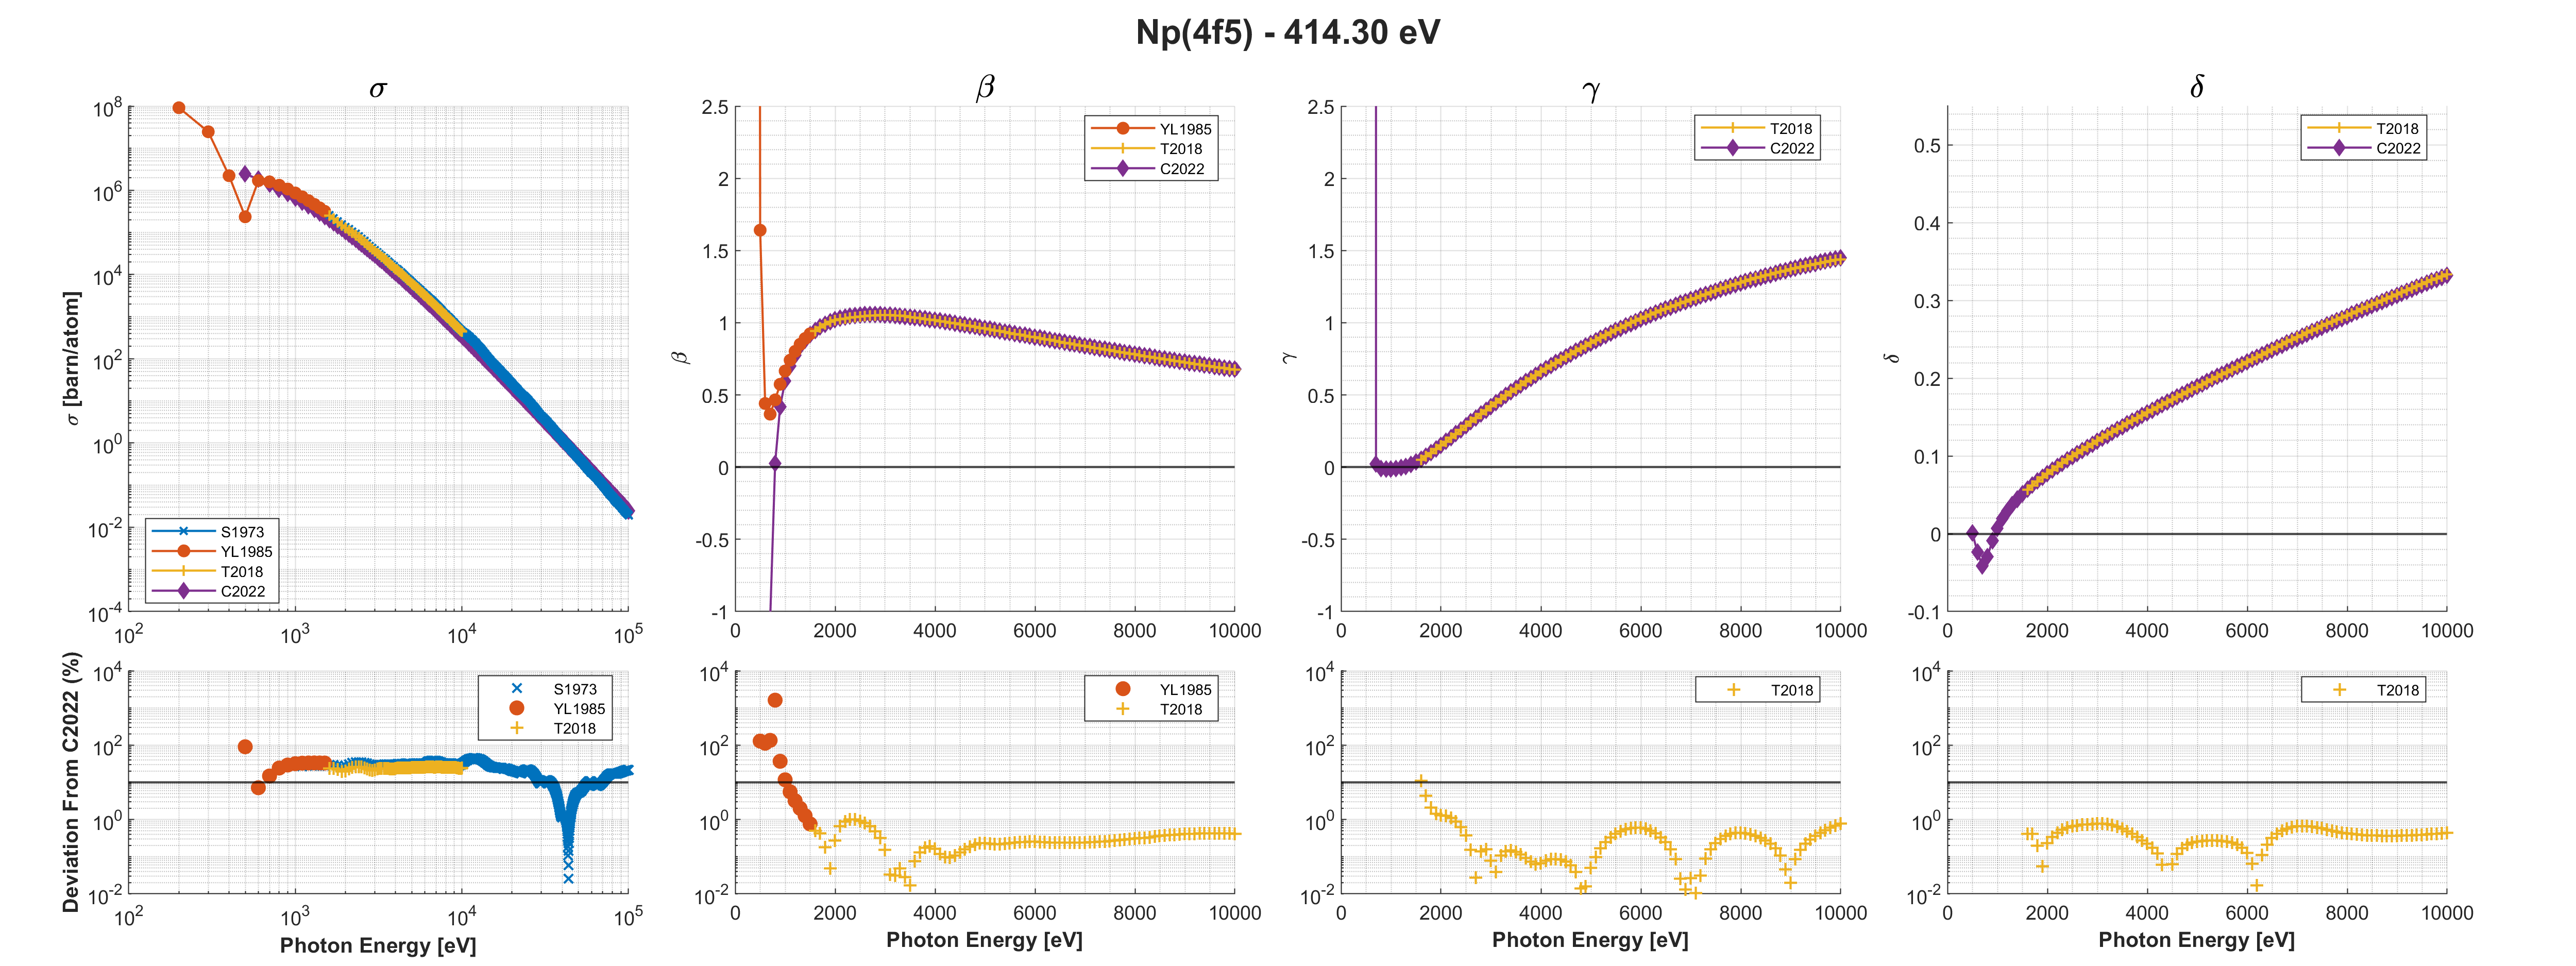 Np(4f5) - 414.30 eV
σ
β
γ
δ
σ [barn/atom]
10^8
10^6
10^4
10^2
10^0
10^-2
10^-4
10^2 10^3 10^4 10^5
S1973
YL1985
T2018
C2022
β
2.5
2
1.5
1
0.5
0
-0.5
-1
0 2000 4000 6000 8000 10000
YL1985
T2018
C2022
γ
2.5
2
1.5
1
0.5
0
-0.5
-1
0 2000 4000 6000 8000 10000
T2018
C2022
δ
0.5
0.4
0.3
0.2
0.1
0
-0.1
0 2000 4000 6000 8000 10000
T2018
C2022
Deviation From C2022 (%)
10^4
10^2
10^0
10^-2
10^2 10^3 10^4 10^5
Photon Energy [eV]
S1973
YL1985
T2018
10^4
10^2
10^0
10^-2
0 2000 4000 6000 8000 10000
Photon Energy [eV]
YL1985
T2018
10^4
10^2
10^0
10^-2
0 2000 4000 6000 8000 10000
Photon Energy [eV]
T2018
10^4
10^2
10^0
10^-2
0 2000 4000 6000 8000 10000
Photon Energy [eV]
T2018